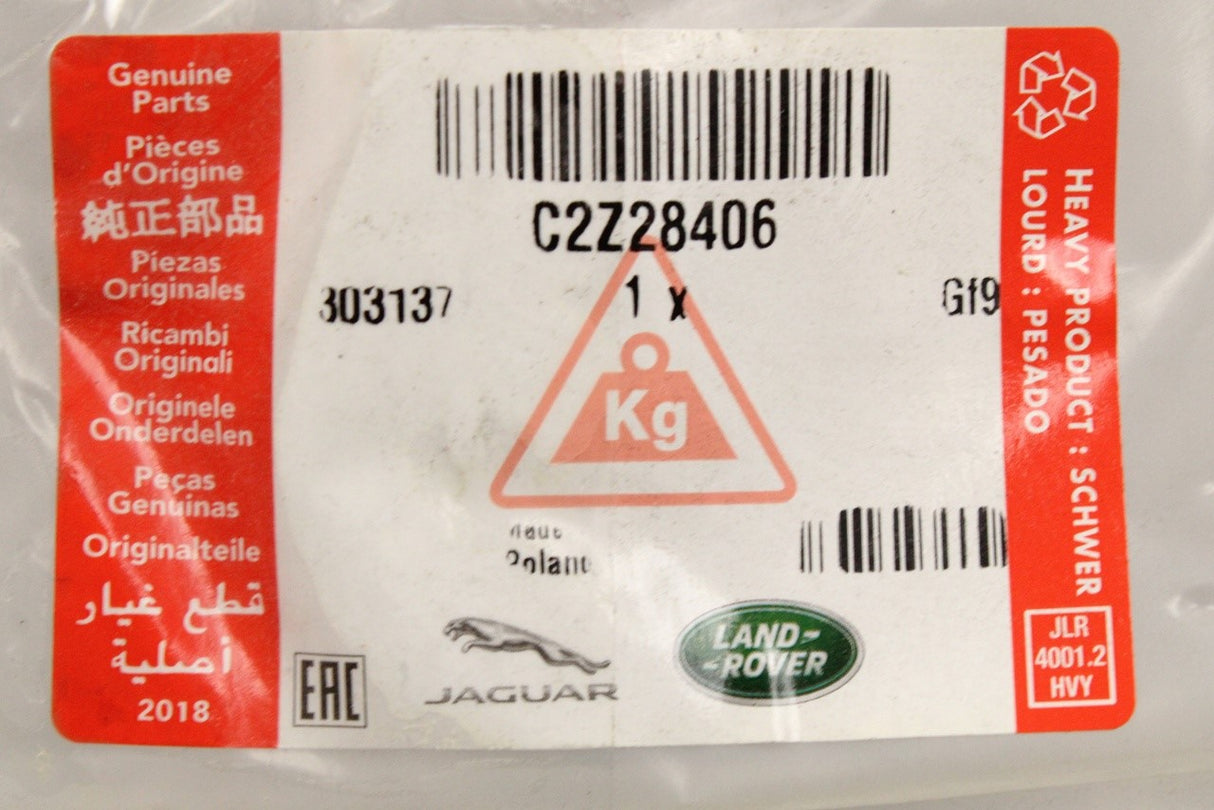 Genuine
Parts
Pièces
d'Origine
純正部品
Piezas
Originales
Ricambi
Originali
Originele
Onderdelen
Peças
Genuinas
Originalteile
قطع غيار
أصلية
2018
C2Z28406
303137 1 x Gf9
Kg
Poland
EAC
JAGUAR
LAND-
-ROVER
HEAVY PRODUCT : SCHWER
LOURD : PESADO
JLR
4001.2
HVY